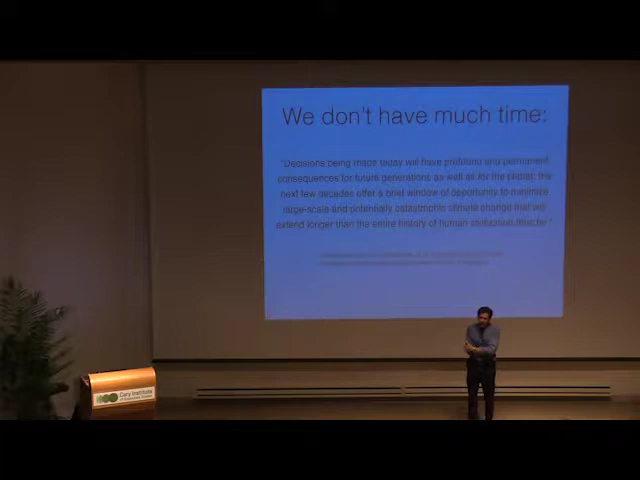 We don't have much time:
"Decisions being made today will have profound and permanent
consequences for future generations as well as for the planet; the
next few decades offer a brief window of opportunity to minimize
large-scale and potentially catastrophic climate change that will
extend longer than the entire history of human civilization thus far."
Cary Institute